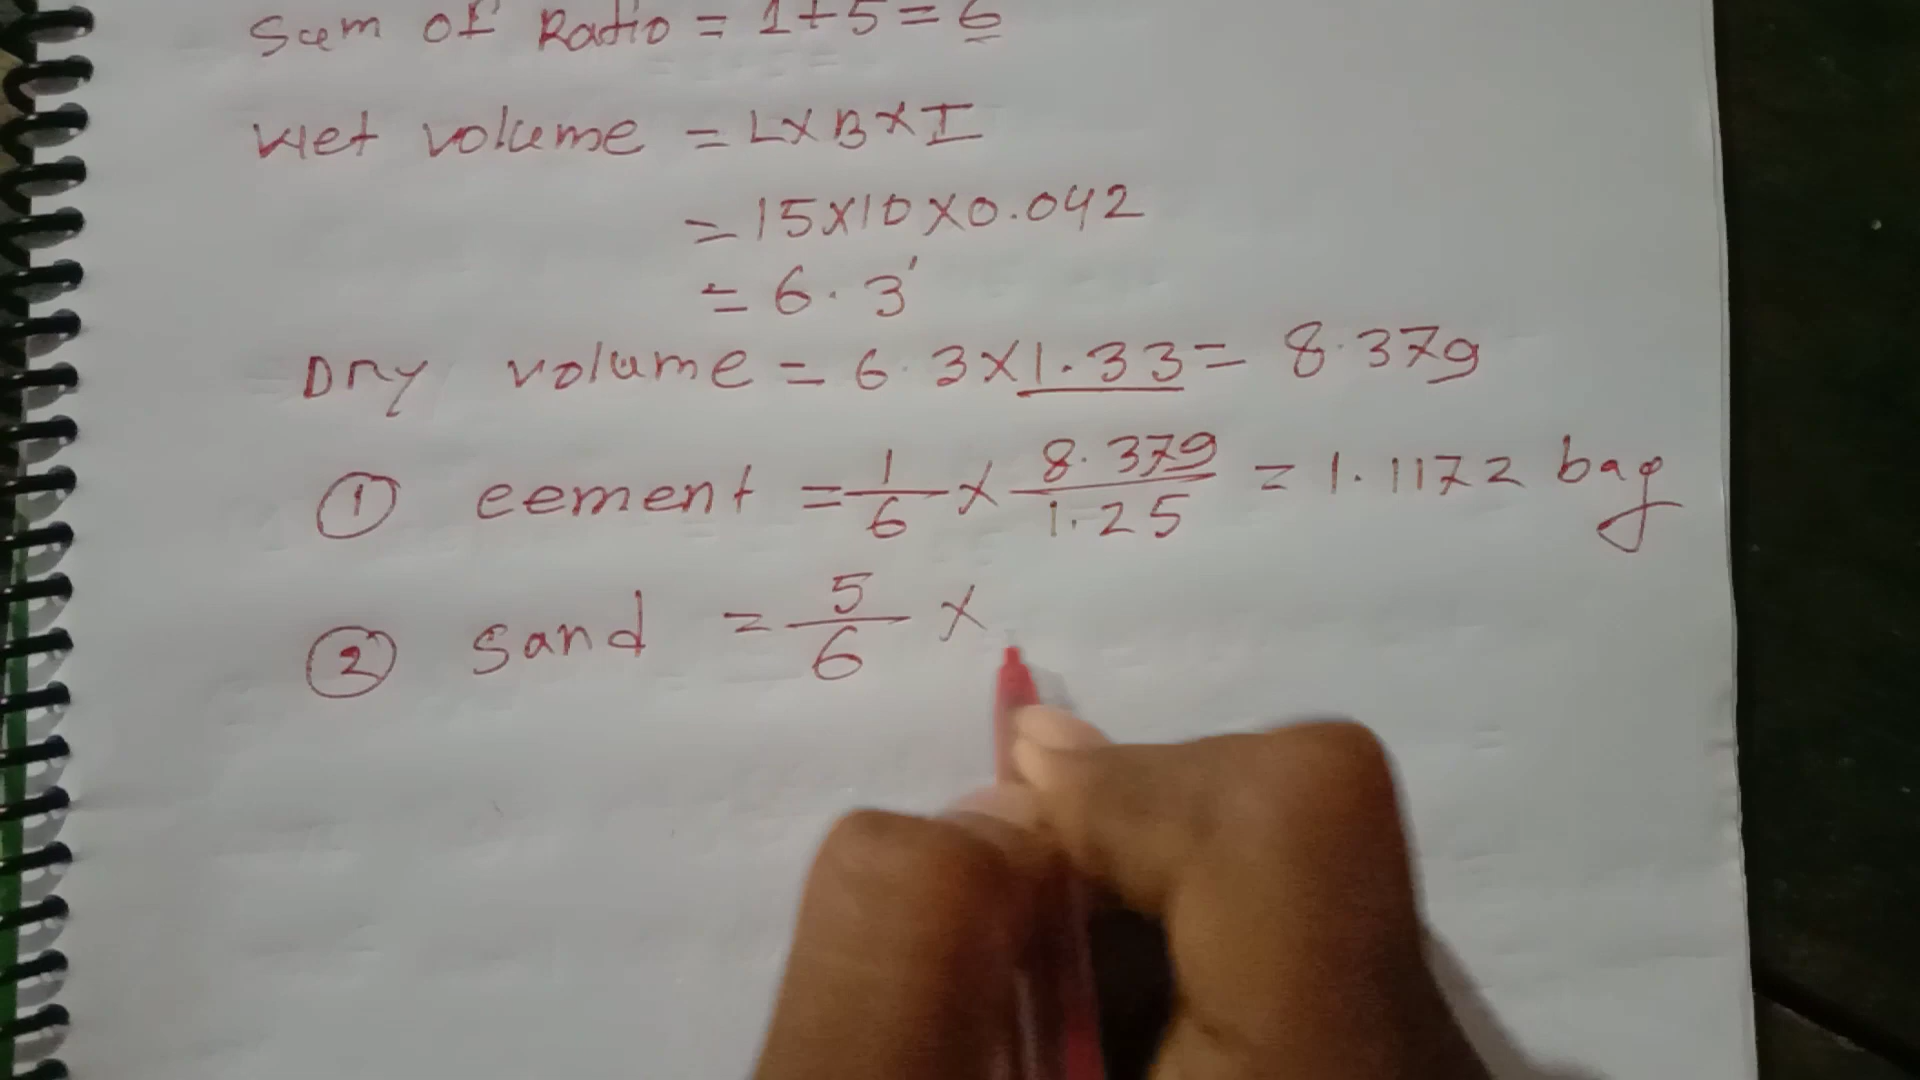 Sum of Ratio = 1+5=6
Wet volume = L×B×I
= 15×10×0.042
= 6.3'
Dry volume = 6.3×1.33 = 8.379
① cement = 1/6 × 8.379/1.25 = 1.1172 bag
② sand = 5/6 ×